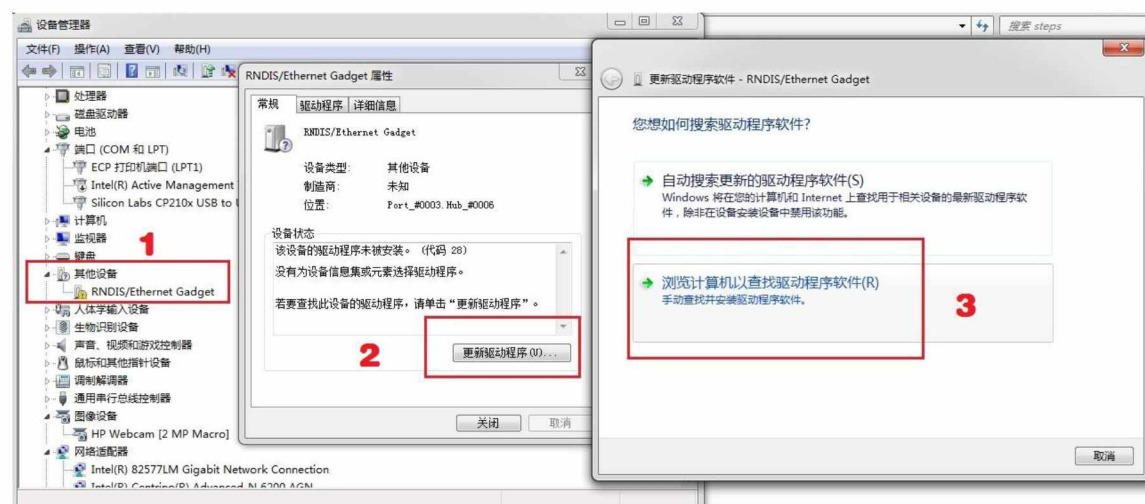 设备管理器
文件(F) 操作(A) 查看(V) 帮助(H)
处理器
磁盘驱动器
电池
端口 (COM 和 LPT)
ECP 打印机端口 (LPT1)
Intel(R) Active Management
Silicon Labs CP210x USB to
计算机
监视器
键盘
其他设备
RNDIS/Ethernet Gadget
人体学输入设备
生物识别设备
声音、视频和游戏控制器
鼠标和其他指针设备
调制解调器
通用串行总线控制器
图像设备
HP Webcam [2 MP Macro]
网络适配器
Intel(R) 82577LM Gigabit Network Connection
Intel(R) Centrino(R) Advanced-N 6200 AGN
1
RNDIS/Ethernet Gadget 属性
常规 驱动程序 详细信息
RNDIS/Ethernet Gadget
设备类型: 其他设备
制造商: 未知
位置: Port_#0003.Hub_#0006
设备状态
该设备的驱动程序未被安装。 (代码 28)
没有为设备信息集或元素选择驱动程序。
若要查找此设备的驱动程序，请单击“更新驱动程序”。
2
更新驱动程序(U)...
关闭 取消
搜索 steps
更新驱动程序软件 - RNDIS/Ethernet Gadget
您想如何搜索驱动程序软件?
自动搜索更新的驱动程序软件(S)
Windows 将在您的计算机和 Internet 上查找用于相关设备的最新驱动程序软
件，除非在设备安装设置中禁用该功能。
浏览计算机以查找驱动程序软件(R)
手动查找并安装驱动程序软件。
3
取消